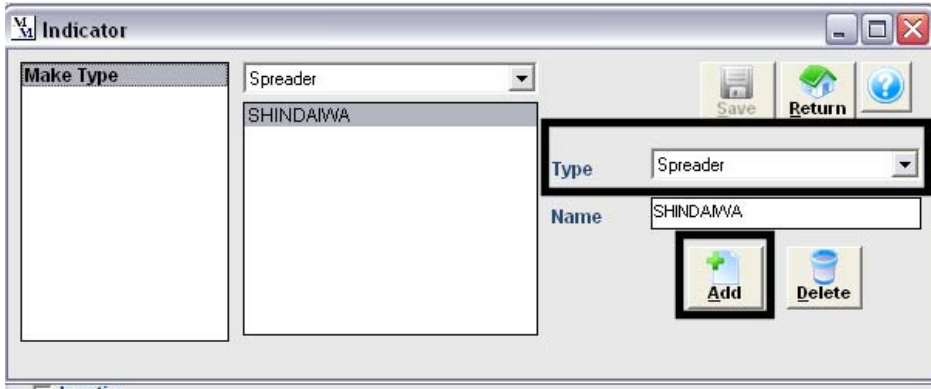 Indicator
Make Type
Spreader
SHINDAIWA
Save
Return
Type
Spreader
Name
SHINDAIWA
Add
Delete